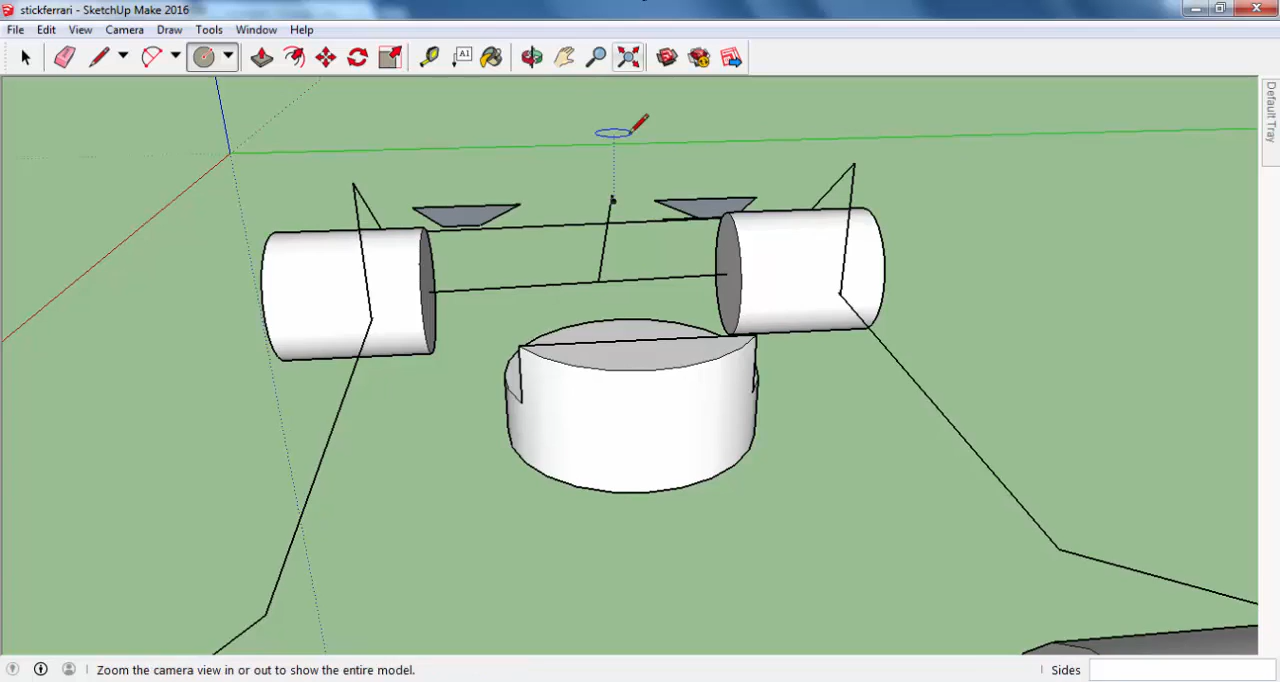 stickferrari - SketchUp Make 2016
File Edit View Camera Draw Tools Window Help
A1
Default Tray
Zoom the camera view in or out to show the entire model.
Sides